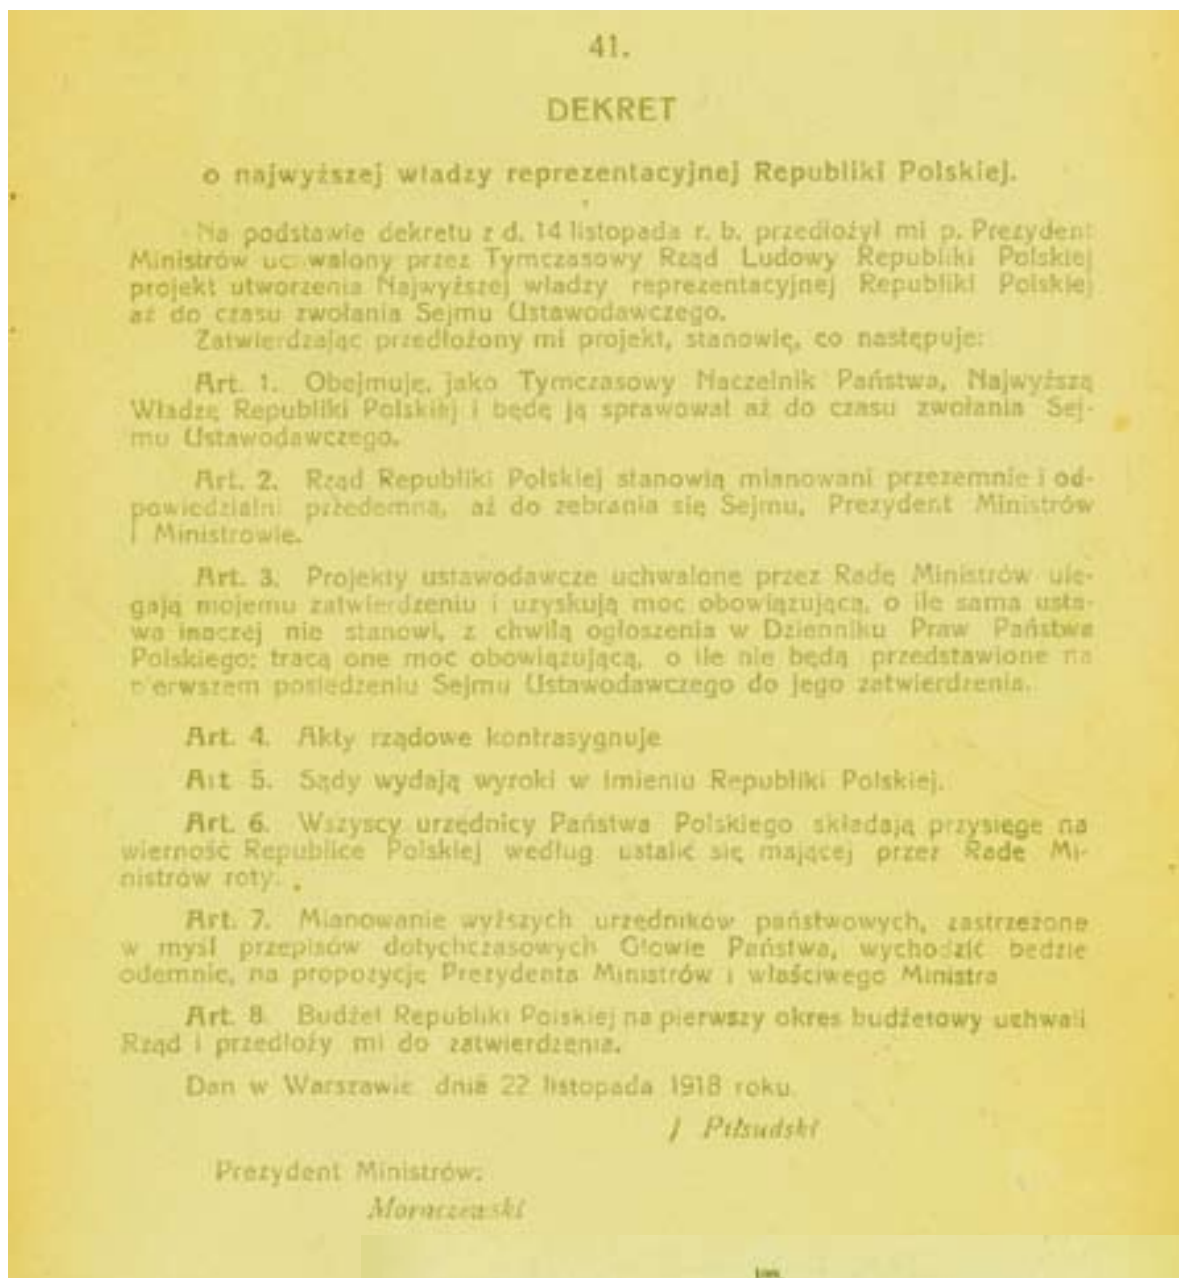 41.
DEKRET
o najwyższej władzy reprezentacyjnej Republiki Polskiej.
Na podstawie dekretu z d. 14 listopada r. b. przedłożył mi p. Prezydent
Ministrów uchwalony przez Tymczasowy Rząd Ludowy Republiki Polskiej
projekt utworzenia Najwyższej władzy reprezentacyjnej Republiki Polskiej
aż do czasu zwołania Sejmu Ustawodawczego.
Zatwierdzając przedłożony mi projekt, stanowię, co następuje:
Art. 1. Obejmuję, jako Tymczasowy Naczelnik Państwa, Najwyższą
Władzę Republiki Polskiej i będę ją sprawował aż do czasu zwołania Sej-
mu Ustawodawczego.
Art. 2. Rząd Republiki Polskiej stanowią mianowani przezemnie i od-
powiedzialni przedemną, aż do zebrania się Sejmu, Prezydent Ministrów
i Ministrowie.
Art. 3. Projekty ustawodawcze uchwalone przez Radę Ministrów ule-
gają mojemu zatwierdzeniu i uzyskują moc obowiązującą, o ile sama usta-
wa inaczej nie stanowi, z chwilą ogłoszenia w Dzienniku Praw Państwa
Polskiego; tracą one moc obowiązującą, o ile nie będą przedstawione na
pierwszem posiedzeniu Sejmu Ustawodawczego do jego zatwierdzenia.
Art. 4. Akty rządowe kontrasygnuje
Art 5. Sądy wydają wyroki w imieniu Republiki Polskiej.
Art. 6. Wszyscy urzędnicy Państwa Polskiego składają przysięgę na
wierność Republice Polskiej według ustalić się mającej przez Radę Mi-
nistrów roty.
Art. 7. Mianowanie wyższych urzędników państwowych, zastrzeżone
w myśl przepisów dotychczasowych Głowie Państwa, wychodzić będzie
odemnie, na propozycję Prezydenta Ministrów i właściwego Ministra
Art. 8. Budżet Republiki Polskiej na pierwszy okres budżetowy uchwali
Rząd i przedłoży mi do zatwierdzenia.
Dan w Warszawie dnia 22 listopada 1918 roku.
J Piłsudski
Prezydent Ministrów:
Moraczewski